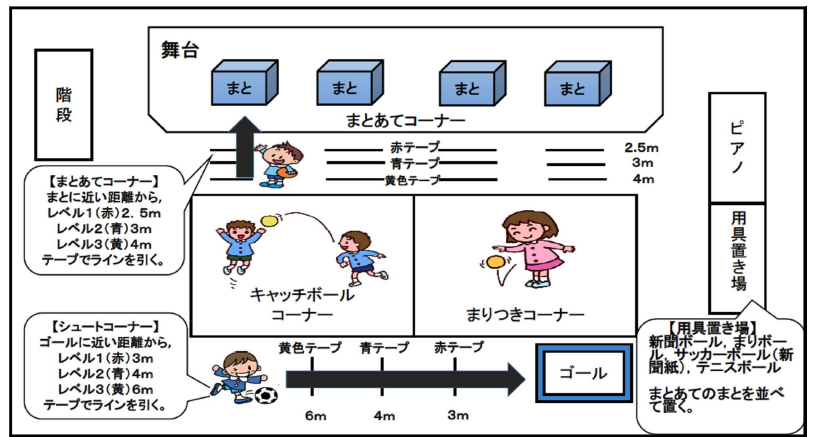 舞台
まと
まと
まと
まと
まとあてコーナー
階段
赤テープ 2.5m
青テープ 3m
黄色テープ 4m
ピアノ
用具置き場
【まとあてコーナー】
まとに近い距離から,
レベル1(赤)2.5m
レベル2(青)3m
レベル3(黄)4m
テープでラインを引く。
キャッチボール
コーナー
まりつきコーナー
【シュートコーナー】
ゴールに近い距離から,
レベル1(赤)3m
レベル2(青)4m
レベル3(黄)6m
テープでラインを引く。
黄色テープ 青テープ 赤テープ
6m 4m 3m
ゴール
【用具置き場】
新聞ボール,まりボー
ル,サッカーボール(新
聞紙),テニスボール
まとあてのまとを並べ
て置く。